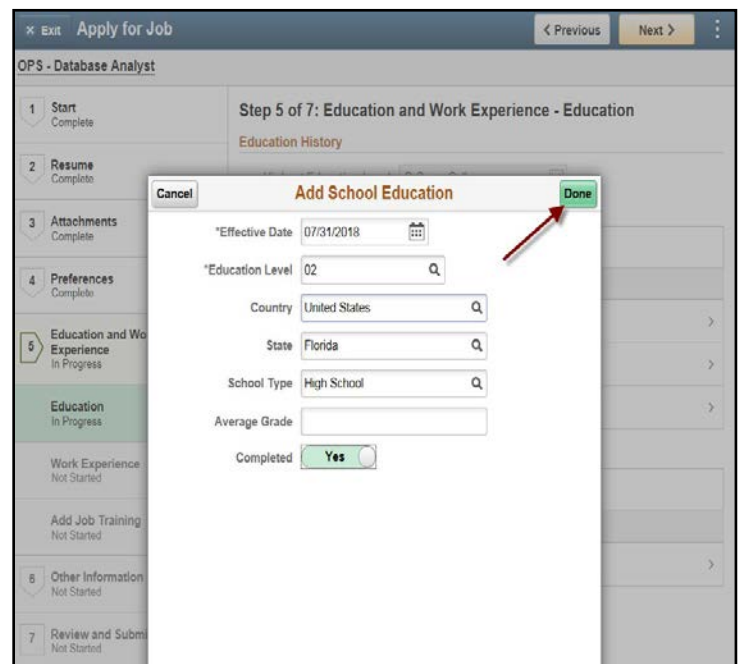 × Exit Apply for Job
< Previous
Next >
OPS - Database Analyst
1 Start
Complete
2 Resume
Complete
3 Attachments
Complete
4 Preferences
Complete
5 Education and Wo
Experience
In Progress
Education
In Progress
Work Experience
Not Started
Add Job Training
Not Started
6 Other Information
Not Started
7 Review and Submi
Not Started
Step 5 of 7: Education and Work Experience - Education
Education History
Cancel
Add School Education
Done
*Effective Date 07/31/2018
*Education Level 02
Country United States
State Florida
School Type High School
Average Grade
Completed Yes